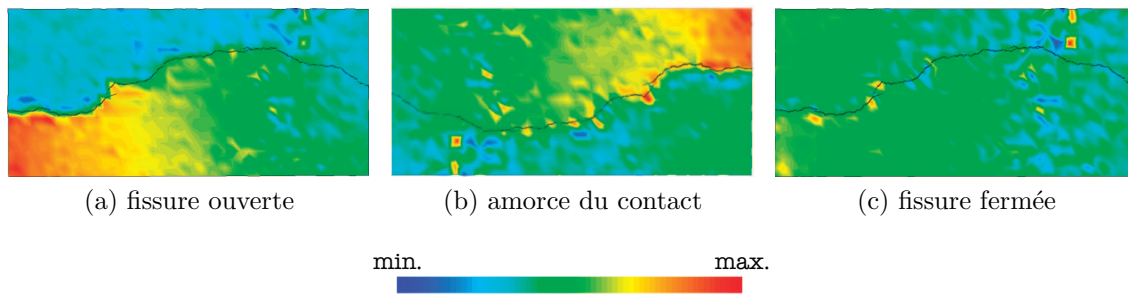 (a) fissure ouverte
(b) amorce du contact
(c) fissure fermée
min.
max.